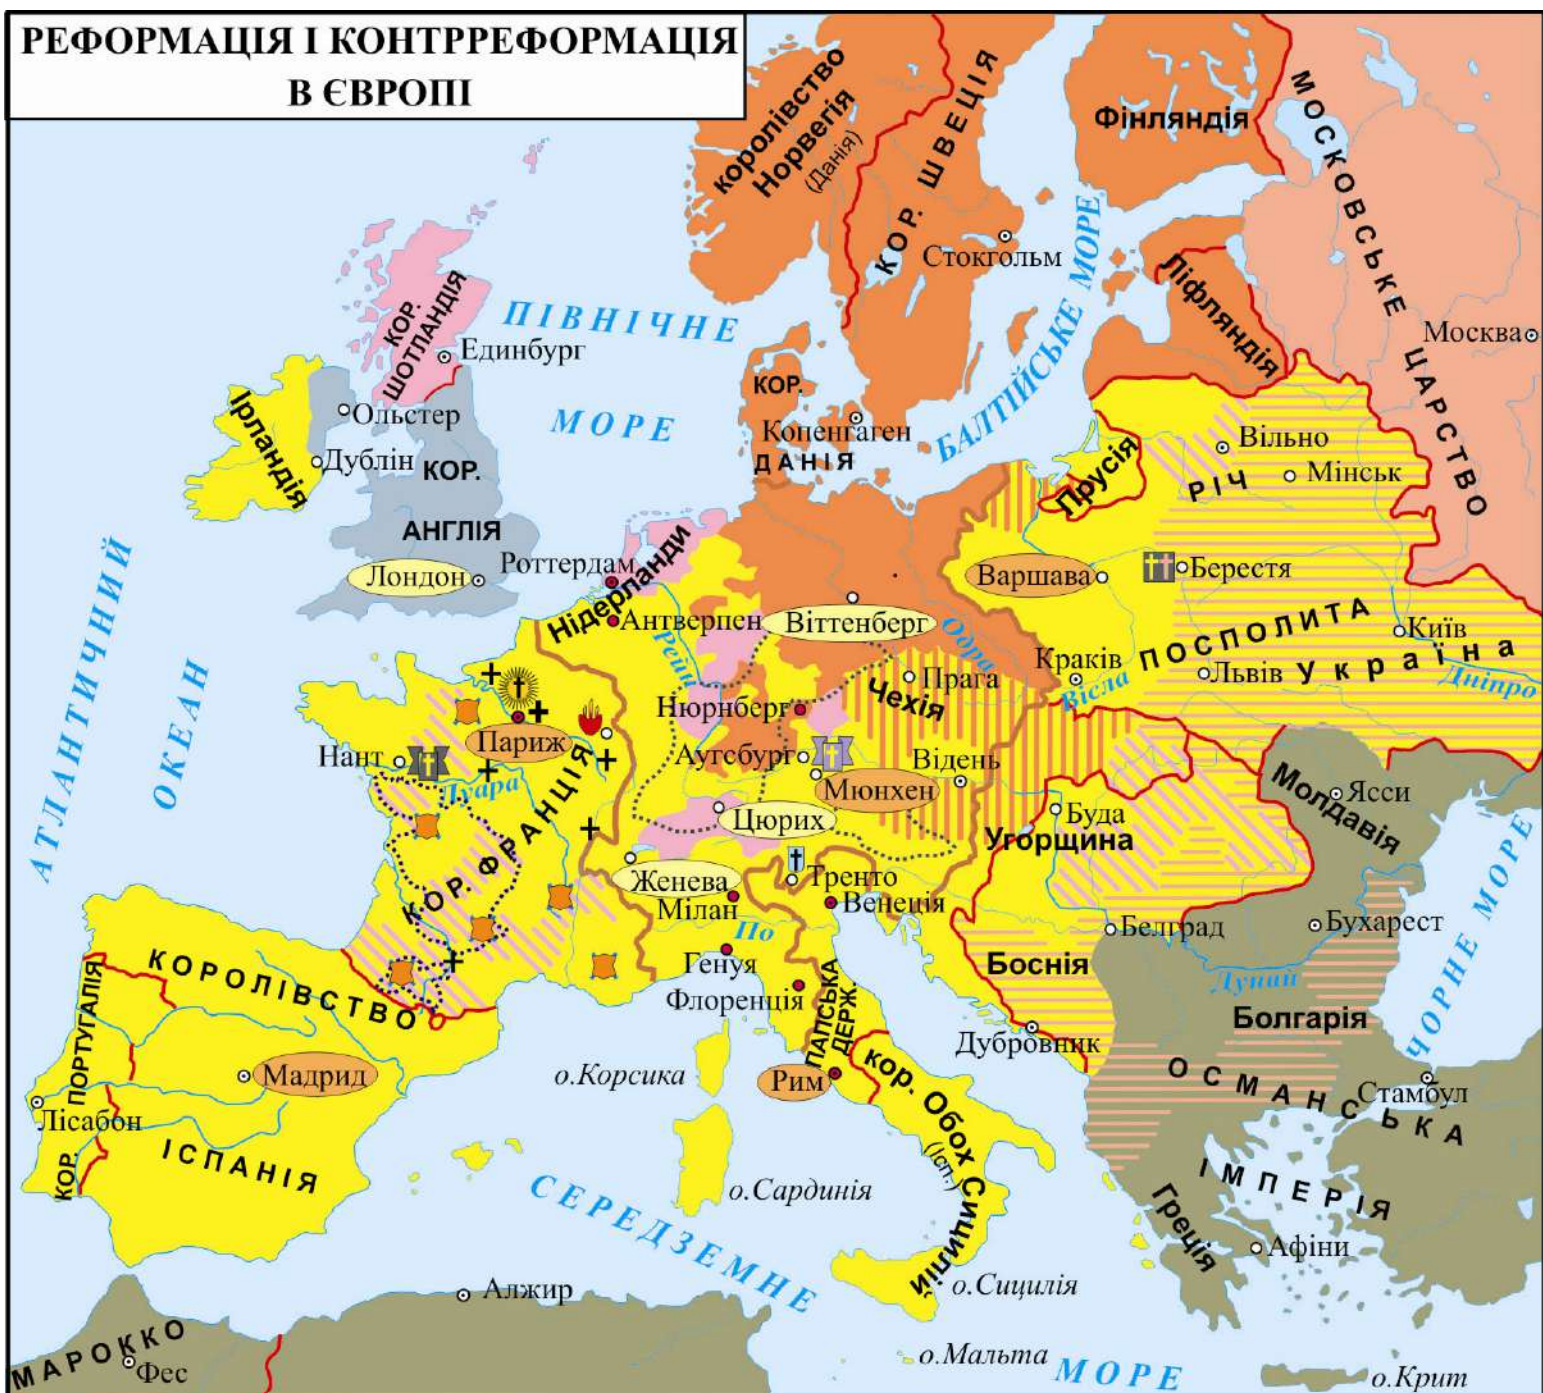 РЕФОРМАЦІЯ І КОНТРРЕФОРМАЦІЯ
В ЄВРОПІ
королівство
Норвегія
(Данія)
КОР. ШВЕЦІЯ
Фінляндія
МОСКОВСЬКЕ ЦАРСТВО
Стокгольм
БАЛТІЙСЬКЕ МОРЕ
Ліфляндія
Москва
КОР.
ШОТЛАНДІЯ
Единбург
ПІВНІЧНЕ
МОРЕ
КОР.
ДАНІЯ
Копенгаген
Ірландія
Ольстер
Дублін
КОР.
АНГЛІЯ
Лондон
Прусія
Вільно
Мінськ
РІЧ
ПОСПОЛИТА
Варшава
Берестя
Україна
Київ
Львів
Дніпро
Краків
Вісла
Роттердам
Нідерланди
Антверпен
Рейн
Віттенберг
Одра
Прага
Чехія
Нюрнберг
Аугсбург
Мюнхен
Відень
АТЛАНТИЧНИЙ
ОКЕАН
Париж
Нант
Луара
КОР. ФРАНЦІЯ
Цюрих
Женева
Тренто
Мілан
Венеція
По
Генуя
Флоренція
ПАПСЬКА
ДЕРЖ.
Рим
кор. Обох Сицилій
(Ісп.)
Буда
Угорщина
Молдавія
Ясси
Белград
Бухарест
Дунай
Боснія
Дубровник
Болгарія
ЧОРНЕ МОРЕ
ОСМАНСЬКА
ІМПЕРІЯ
Стамбул
Греція
Афіни
КОРОЛІВСТВО
ІСПАНІЯ
Мадрид
КОР. ПОРТУГАЛІЯ
Лісабон
о.Корсика
о.Сардинія
СЕРЕДЗЕМНЕ
МОРЕ
о.Сицилія
о.Мальта
о.Крит
Алжир
МАРОККО
Фес